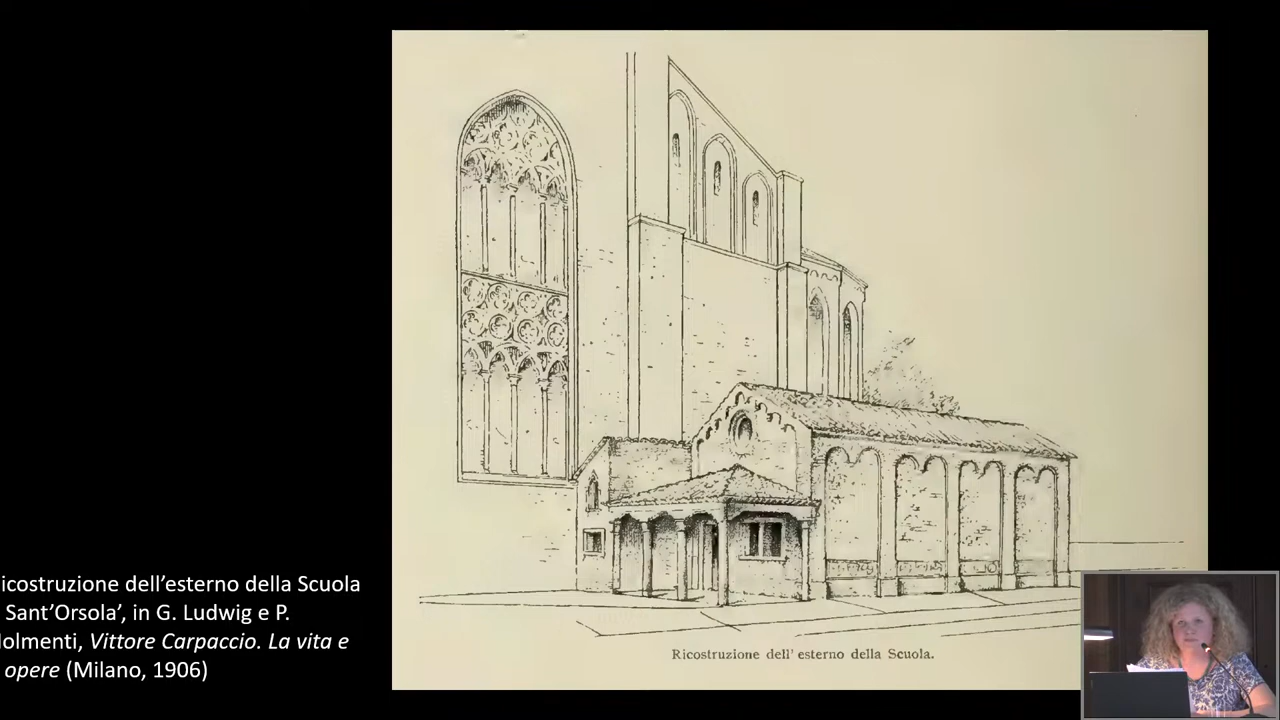 icostruzione dell’esterno della Scuola
Sant’Orsola’, in G. Ludwig e P.
olmenti, Vittore Carpaccio. La vita e
opere (Milano, 1906)
Ricostruzione dell' esterno della Scuola.